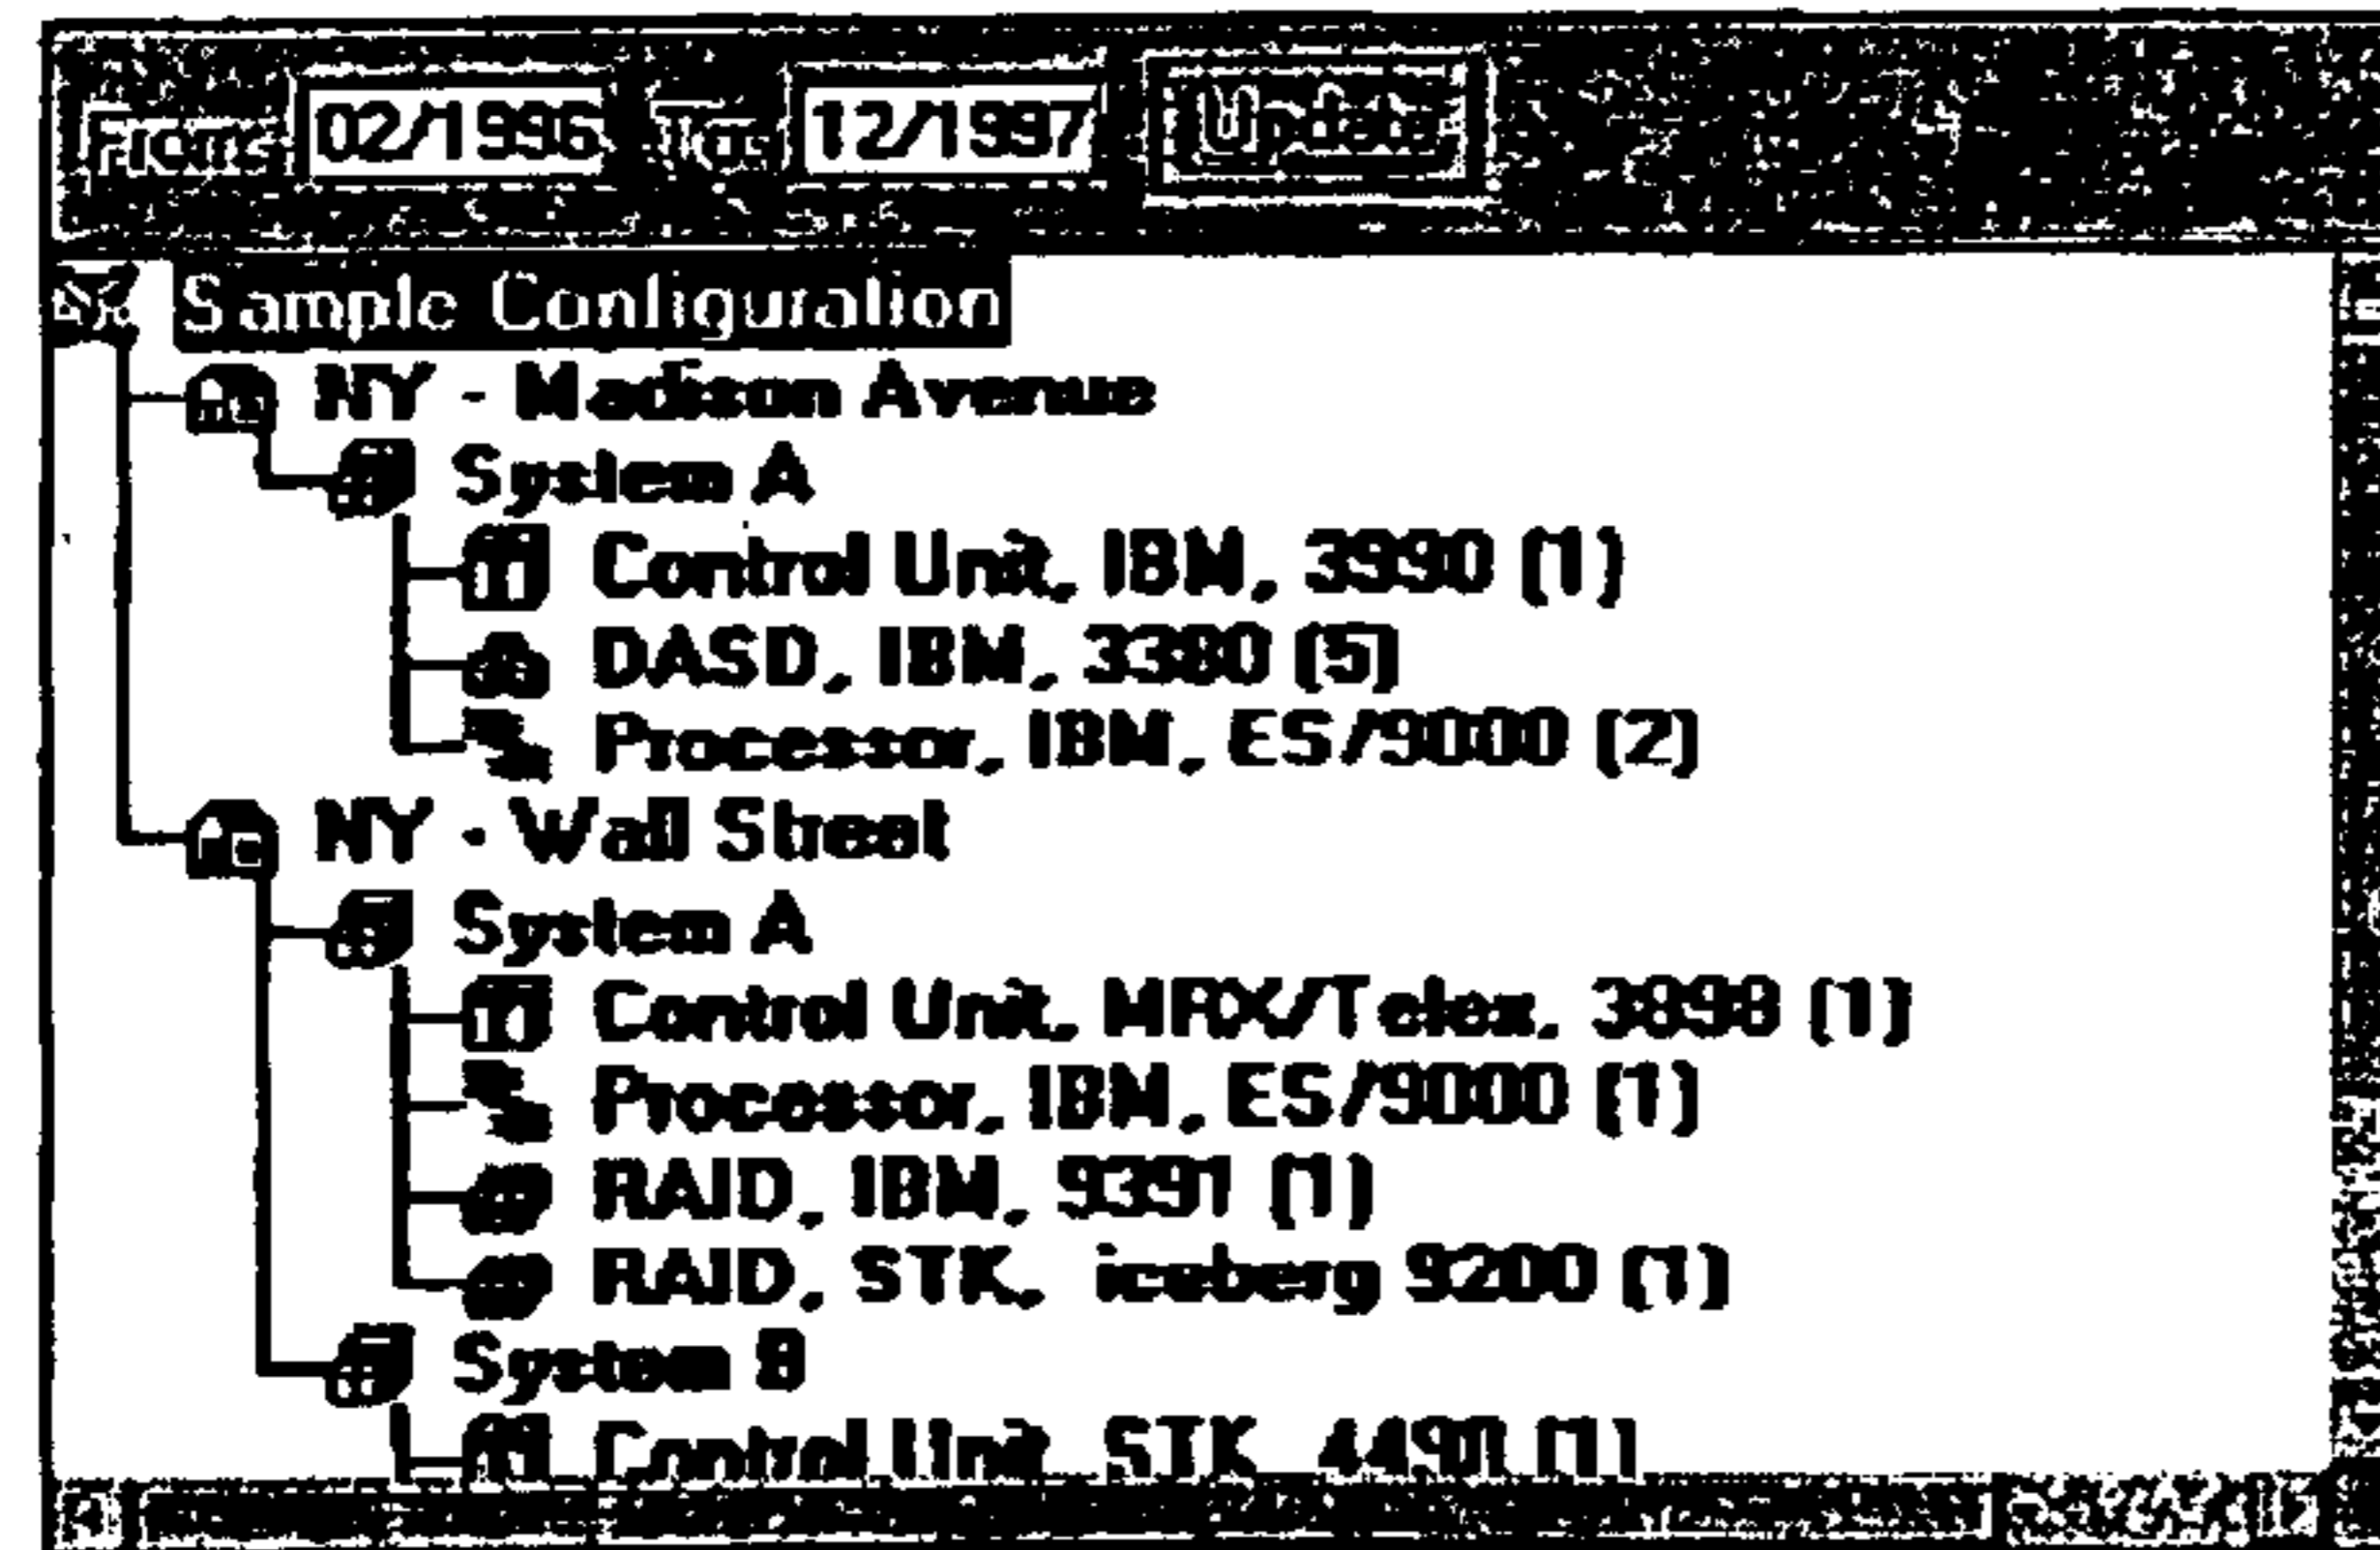 From: 02/1996 To: 12/1997 Update
Sample Configuration
NY - Madison Avenue
System A
Control Unit, IBM, 3990 (1)
DASD, IBM, 3380 (5)
Processor, IBM, ES/9000 (2)
NY - Wall Street
System A
Control Unit, MRX/Telex, 3898 (1)
Processor, IBM, ES/9000 (1)
RAID, IBM, 9391 (1)
RAID, STK, iceberg 9200 (1)
System B
Control Unit, STK, 4490 (1)